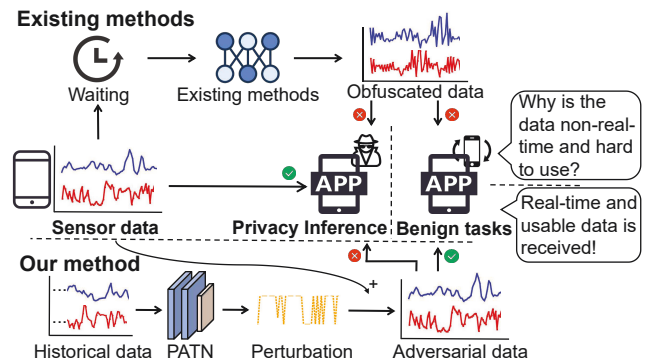 Existing methods
Waiting
Existing methods
Obfuscated data
Why is the
data non-real-
time and hard
to use?
APP
APP
Sensor data
Privacy Inference
Benign tasks
Real-time and
usable data is
received!
Our method
+
Historical data
PATN
Perturbation
Adversarial data